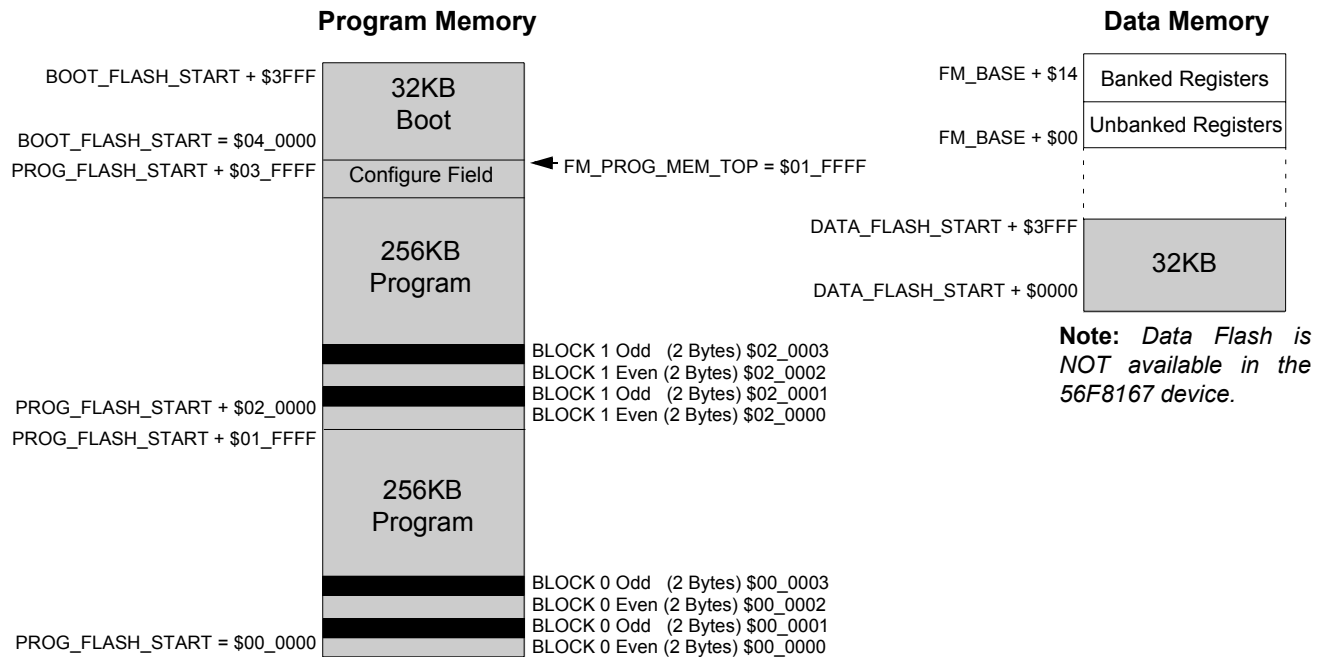 Program Memory
BOOT_FLASH_START + $3FFF
32KB
Boot
BOOT_FLASH_START = $04_0000
PROG_FLASH_START + $03_FFFF
Configure Field
FM_PROG_MEM_TOP = $01_FFFF
256KB
Program
BLOCK 1 Odd (2 Bytes) $02_0003
BLOCK 1 Even (2 Bytes) $02_0002
BLOCK 1 Odd (2 Bytes) $02_0001
BLOCK 1 Even (2 Bytes) $02_0000
PROG_FLASH_START + $02_0000
PROG_FLASH_START + $01_FFFF
256KB
Program
BLOCK 0 Odd (2 Bytes) $00_0003
BLOCK 0 Even (2 Bytes) $00_0002
BLOCK 0 Odd (2 Bytes) $00_0001
BLOCK 0 Even (2 Bytes) $00_0000
PROG_FLASH_START = $00_0000
Data Memory
FM_BASE + $14
Banked Registers
Unbanked Registers
FM_BASE + $00
DATA_FLASH_START + $3FFF
32KB
DATA_FLASH_START + $0000
Note: Data Flash is
NOT available in the
56F8167 device.